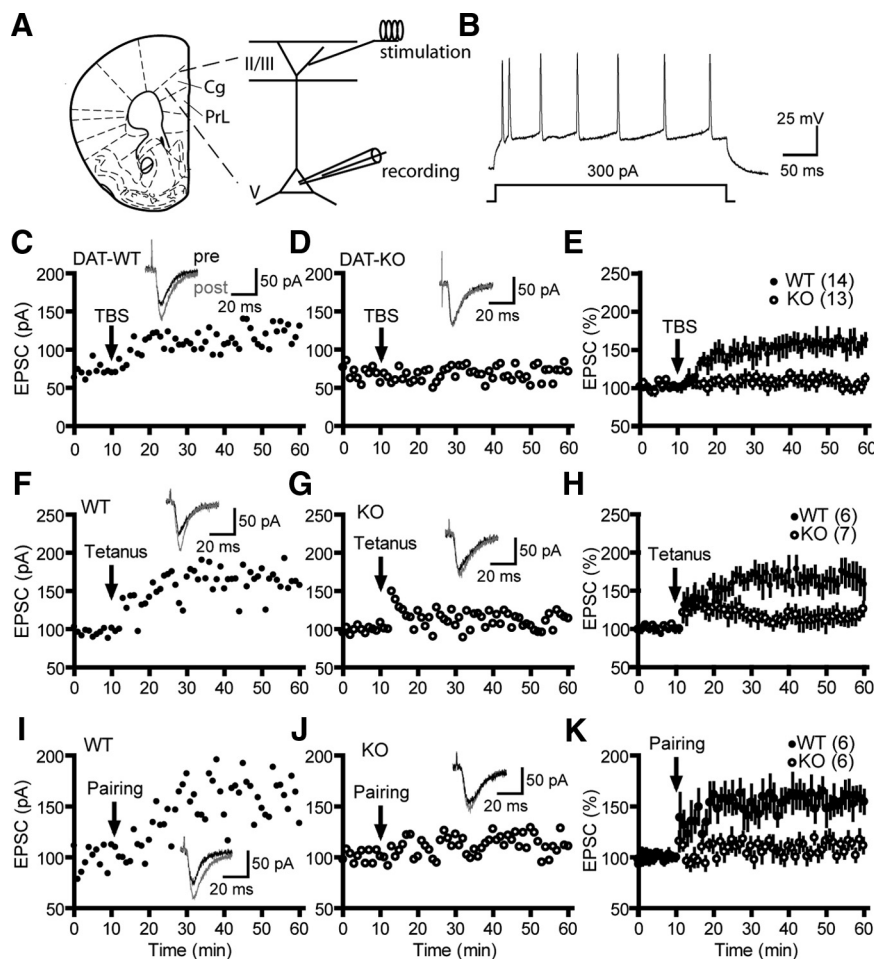 A
II/III
Cg
PrL
V
stimulation
recording
B
25 mV
50 ms
300 pA
C
DAT-WT
pre
post
50 pA
20 ms
TBS
EPSC (pA)
200
150
100
50
0
0 10 20 30 40 50 60
D
DAT-KO
50 pA
20 ms
TBS
200
150
100
50
0
0 10 20 30 40 50 60
E
WT (14)
KO (13)
TBS
EPSC (%)
250
200
150
100
50
0 10 20 30 40 50 60
F
WT
50 pA
20 ms
Tetanus
EPSC (pA)
250
200
150
100
50
0 10 20 30 40 50 60
G
KO
50 pA
20 ms
Tetanus
250
200
150
100
50
0 10 20 30 40 50 60
H
WT (6)
KO (7)
Tetanus
EPSC (%)
250
200
150
100
50
0 10 20 30 40 50 60
I
WT
Pairing
50 pA
20 ms
EPSC (pA)
200
150
100
50
0 10 20 30 40 50 60
Time (min)
J
KO
50 pA
20 ms
Pairing
200
150
100
50
0 10 20 30 40 50 60
Time (min)
K
WT (6)
KO (6)
Pairing
EPSC (%)
200
150
100
50
0 10 20 30 40 50 60
Time (min)